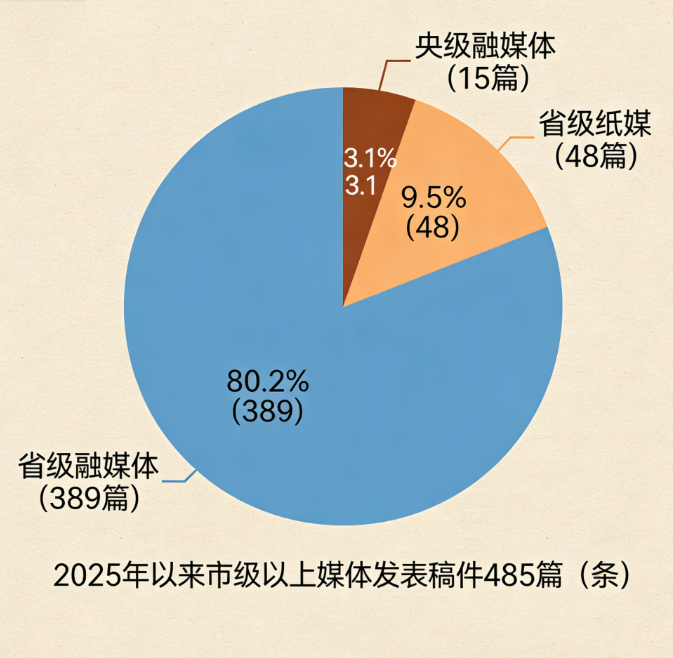 央级融媒体
（15篇）
省级纸媒
（48篇）
3.1%
3.1
9.5%
(48)
80.2%
(389)
省级融媒体
（389篇）
2025年以来市级以上媒体发表稿件485篇（条）